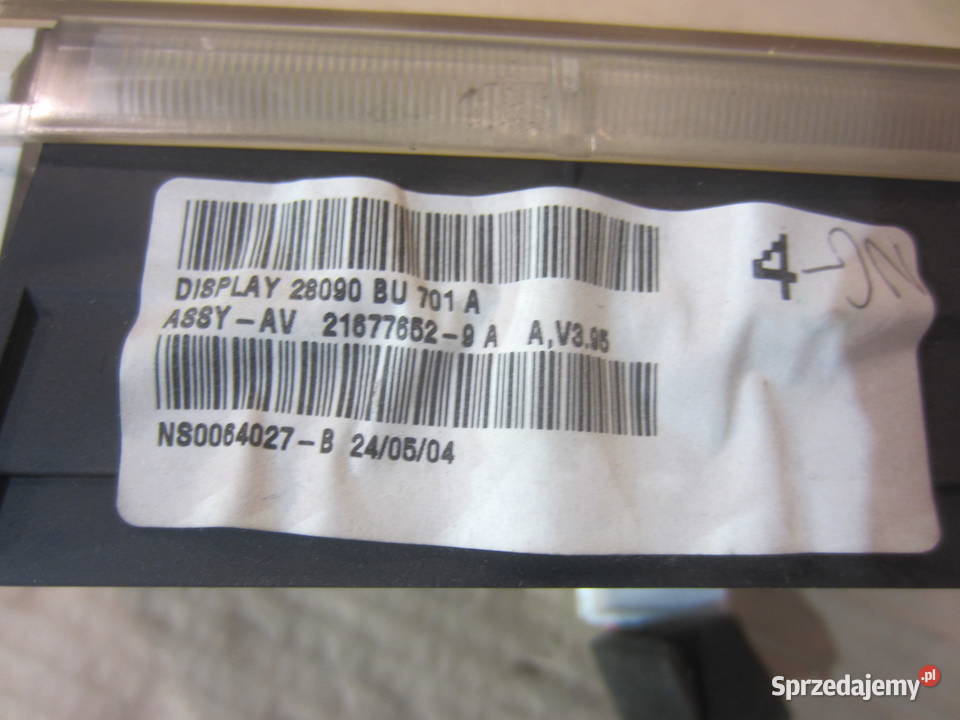 DISPLAY 28090 BU 701 A
ASSY-AV 21677652-9 A A,V3.95
NS0064027-B 24/05/04
4
Sprzedajemy.pl